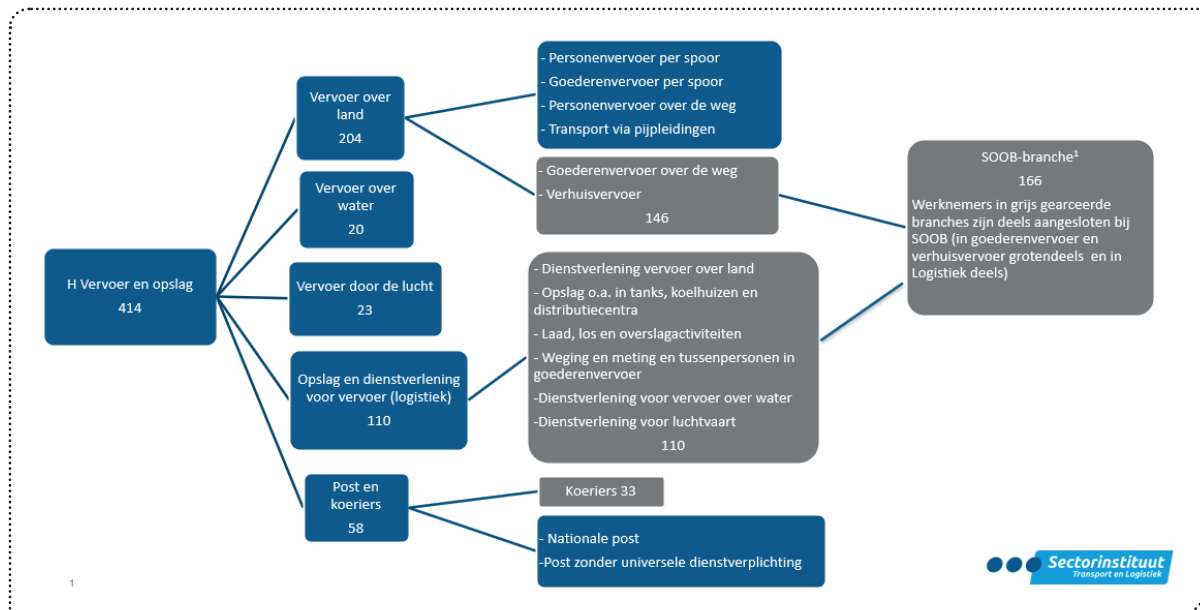 H Vervoer en opslag
414
Vervoer over
land
204
Vervoer over
water
20
Vervoer door de lucht
23
Opslag en dienstverlening
voor vervoer (logistiek)
110
Post en
koeriers
58
- Personenvervoer per spoor
- Goederenvervoer per spoor
- Personenvervoer over de weg
- Transport via pijpleidingen
- Goederenvervoer over de weg
- Verhuisvervoer
146
- Dienstverlening vervoer over land
- Opslag o.a. in tanks, koelhuizen en
distributiecentra
- Laad, los en overslagactiviteiten
- Weging en meting en tussenpersonen in
goederenvervoer
-Dienstverlening voor vervoer over water
-Dienstverlening voor luchtvaart
110
Koeriers 33
- Nationale post
-Post zonder universele dienstverplichting
SOOB-branche¹
166
Werknemers in grijs gearceerde
branches zijn deels aangesloten bij
SOOB (in goederenvervoer en
verhuisvervoer grotendeels en in
Logistiek deels)
1
Sectorinstituut
Transport en Logistiek